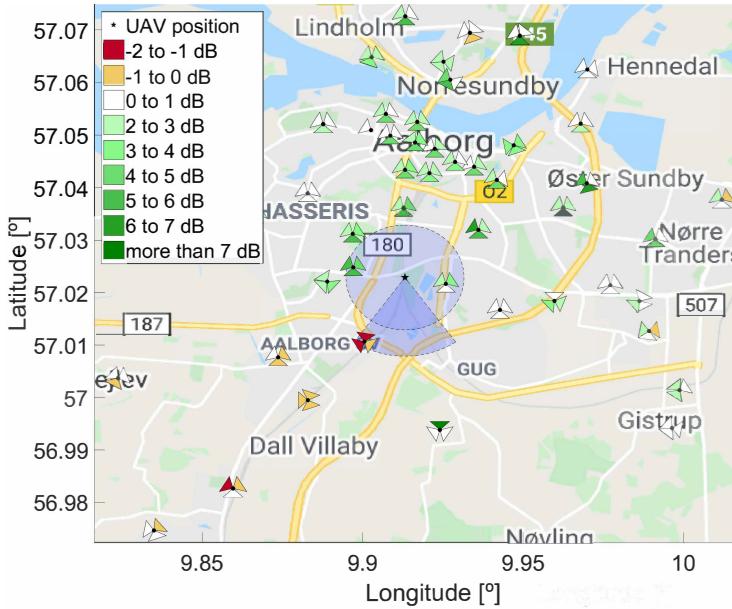 57.07
57.06
57.05
57.04
57.03
57.02
57.01
57
56.99
56.98
Latitude [º]
UAV position
-2 to -1 dB
-1 to 0 dB
0 to 1 dB
2 to 3 dB
3 to 4 dB
4 to 5 dB
5 to 6 dB
6 to 7 dB
more than 7 dB
Lindholm
45
Hennedal
Nørresundby
Aalborg
Øster Sundby
62
HASSERIS
180
Nørre
Tranders
187
507
AALBORG
GUG
ejlev
Gistrup
Dall Villaby
Nøvling
9.85
9.9
9.95
10
Longitude [º]